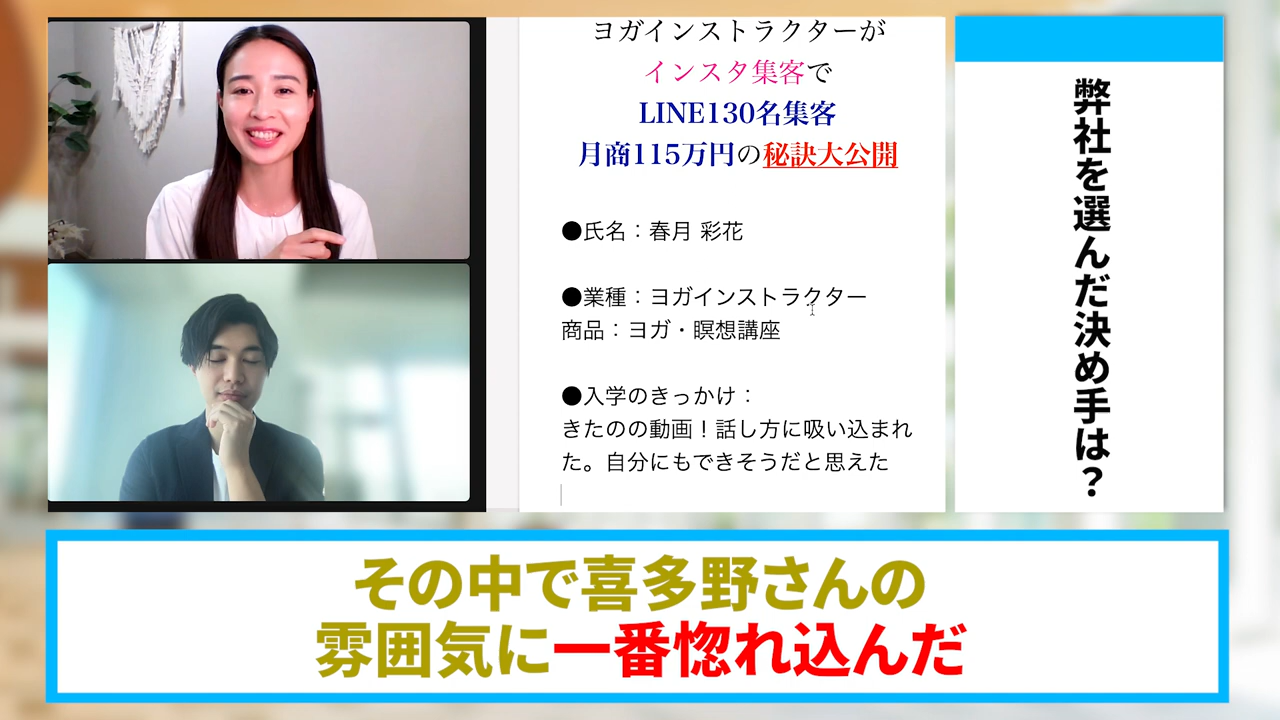 ヨガインストラクターが
インスタ集客で
LINE130名集客
月商115万円の秘訣大公開
●氏名：春月 彩花
●業種：ヨガインストラクター
商品：ヨガ・瞑想講座
●入学のきっかけ：
きたのの動画！話し方に吸い込まれ
た。自分にもできそうだと思えた
弊社を選んだ決め手は？
その中で喜多野さんの
雰囲気に一番惚れ込んだ